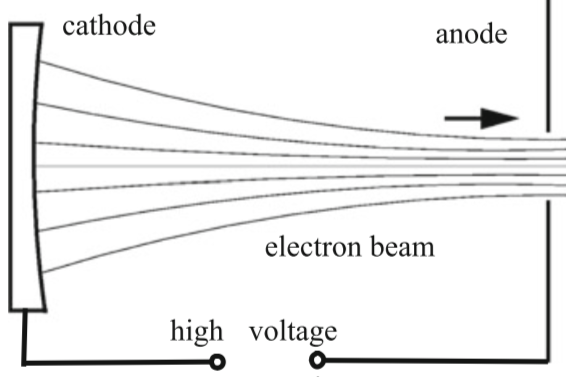 cathode
anode
electron beam
high voltage